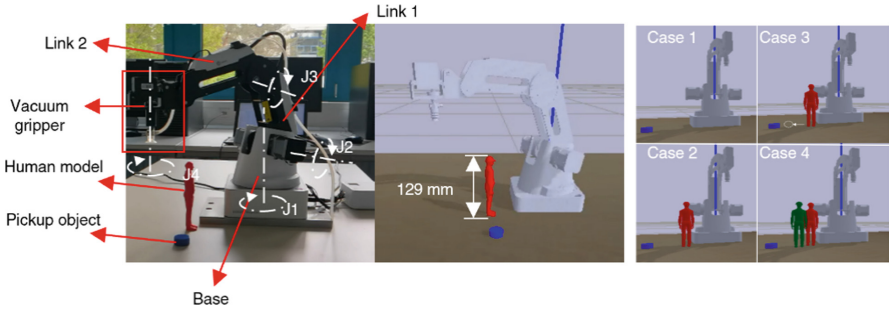 Link 1
Link 2
J3
Vacuum
gripper
J2
Human model
J4
Pickup object
J1
Base
129 mm
Case 1
Case 3
Case 2
Case 4